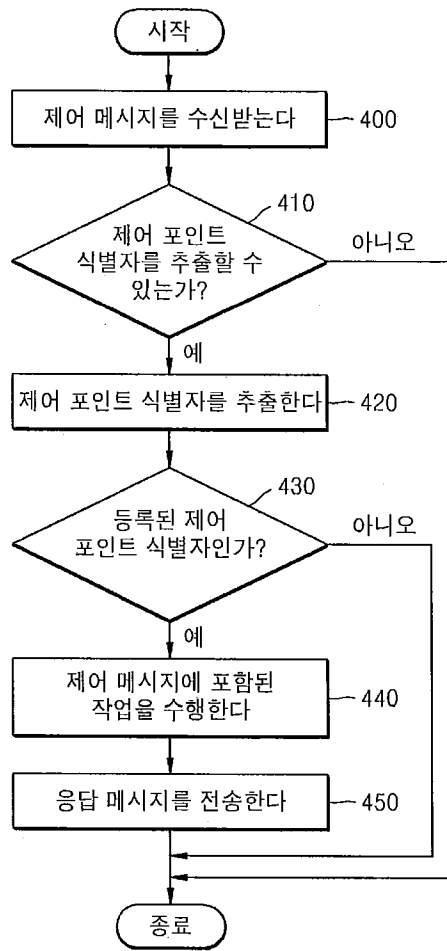 시작
제어 메시지를 수신받는다
400
410
제어 포인트
식별자를 추출할 수
있는가?
아니오
예
제어 포인트 식별자를 추출한다
420
430
등록된 제어
포인트 식별자인가?
아니오
예
제어 메시지에 포함된
작업을 수행한다
440
응답 메시지를 전송한다
450
종료